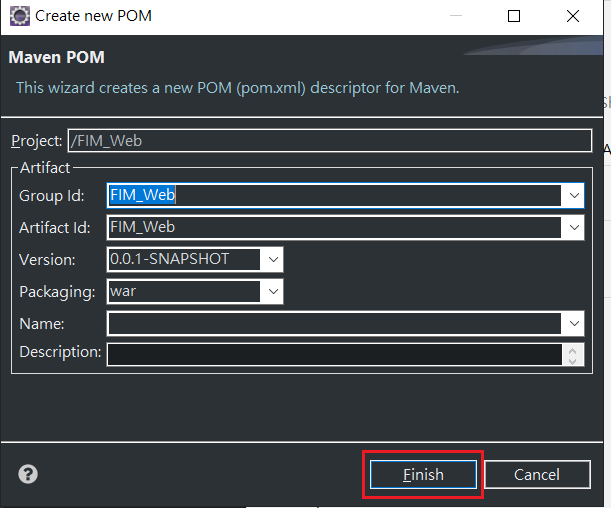 Create new POM
Maven POM
This wizard creates a new POM (pom.xml) descriptor for Maven.
Project: /FIM_Web
Artifact
Group Id: FIM_Web
Artifact Id: FIM_Web
Version: 0.0.1-SNAPSHOT
Packaging: war
Name:
Description:
Finish Cancel